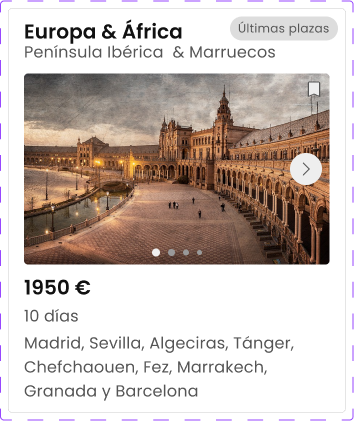 Europa & África
Últimas plazas
Península Ibérica & Marruecos
1950 €
10 días
Madrid, Sevilla, Algeciras, Tánger,
Chefchaouen, Fez, Marrakech,
Granada y Barcelona